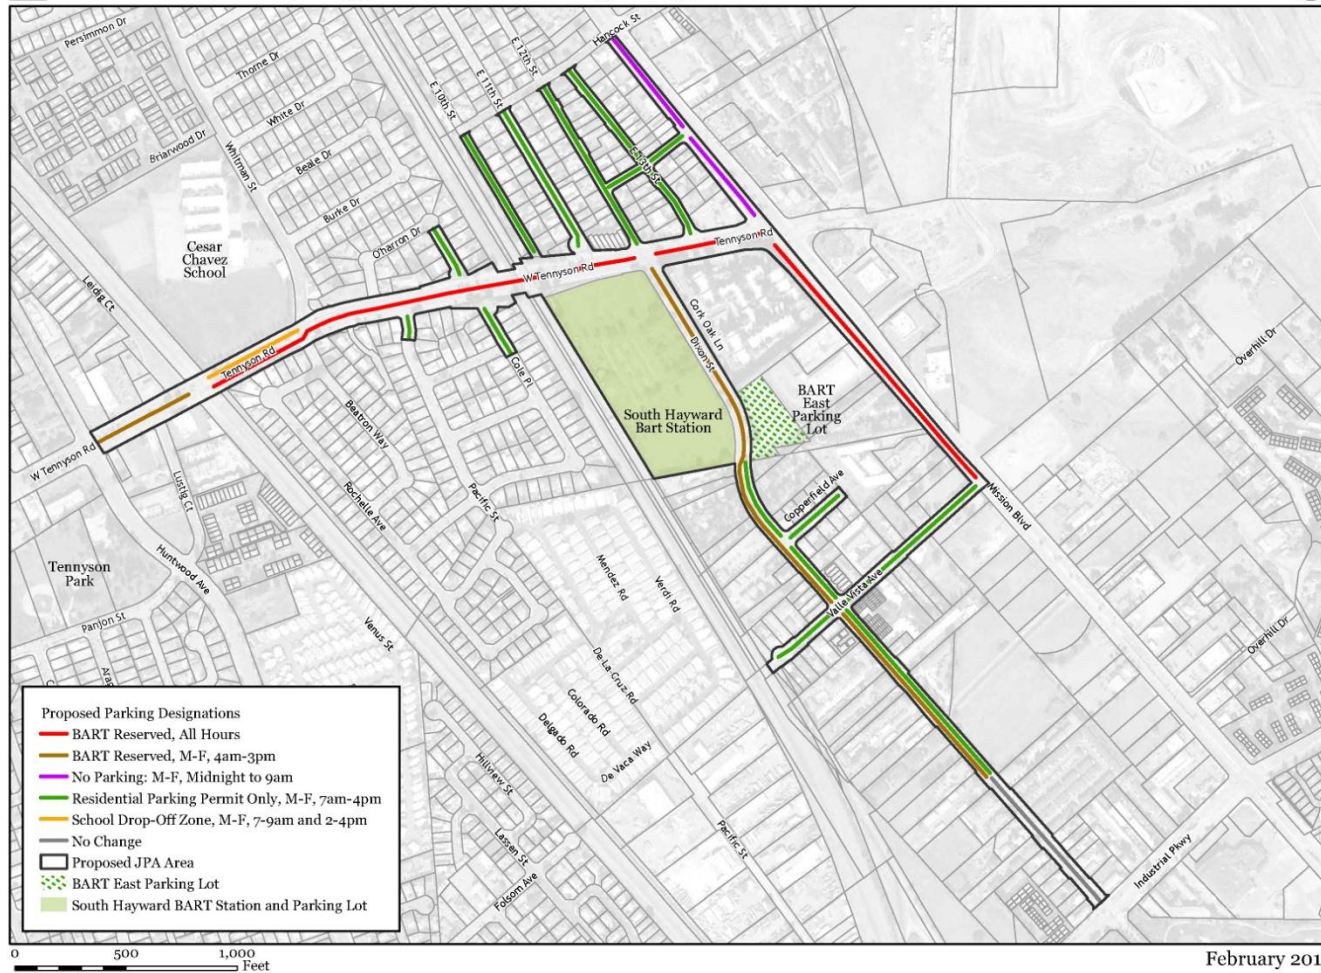 Persimmon Dr
Thorne Dr
White Dr
Briarwood Dr
Whitman St
Beale Dr
Burke Dr
Oharron Dr
E 10th St
E 11th St
E 12th St
Hancock St
E 13th St
Cesar
Chavez
School
Leidig Ct
Tennyson Rd
W Tennyson Rd
Tennyson Rd
W Tennyson Rd
Cork Oak Ln
Dixon St
Cole Pl
South Hayward
Bart Station
BART
East
Parking
Lot
Overhill Dr
Beatron Way
Rochelle Ave
Pacific St
Lustig Ct
Huntwood Ave
Copperfield Ave
Mission Blvd
Valle Vista Ave
Tennyson
Park
Panjon St
Venus St
Mendez Rd
Verdi Rd
De La Cruz Rd
Colorado Rd
Delgado Rd
De Vaca Way
Overhill Dr
Hillview St
Lassen St
Folsom Ave
Pacific St
Industrial Pkwy
Proposed Parking Designations
BART Reserved, All Hours
BART Reserved, M-F, 4am-3pm
No Parking: M-F, Midnight to 9am
Residential Parking Permit Only, M-F, 7am-4pm
School Drop-Off Zone, M-F, 7-9am and 2-4pm
No Change
Proposed JPA Area
BART East Parking Lot
South Hayward BART Station and Parking Lot
0 500 1,000
Feet
February 201